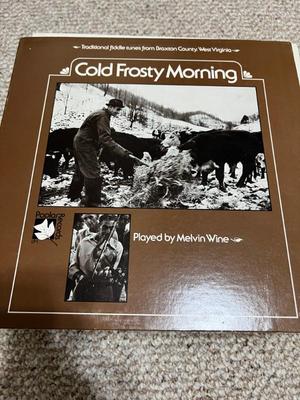 Traditional fiddle tunes from Braxton County, West Virginia
Cold Frosty Morning
Poplar Records
Played by Melvin Wine